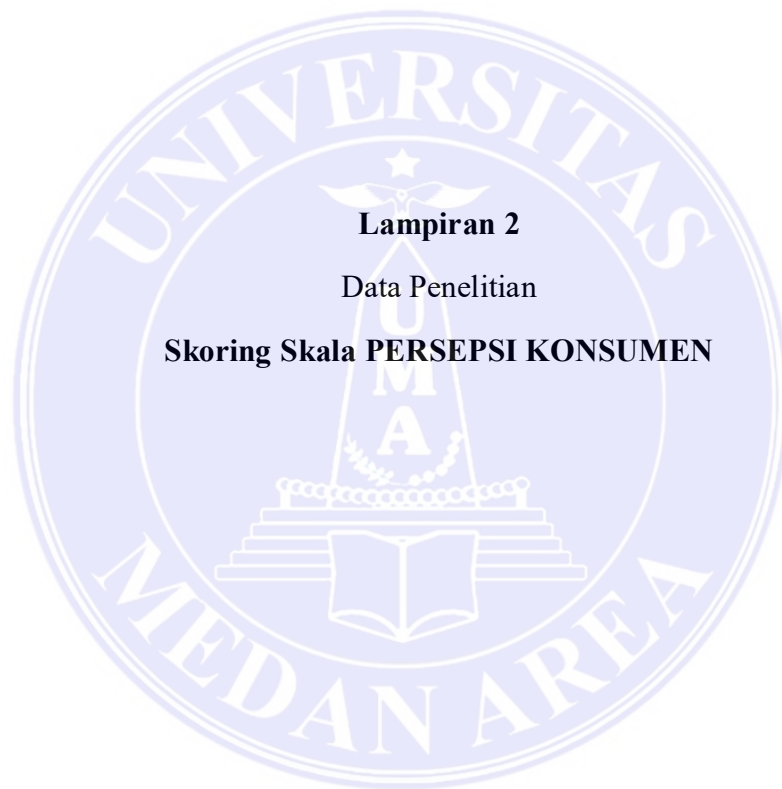 UNIVERSITAS
Lampiran 2
Data Penelitian
U
Skoring Skala PERSEPSI KONSUMEN
M
A
MEDAN AREA